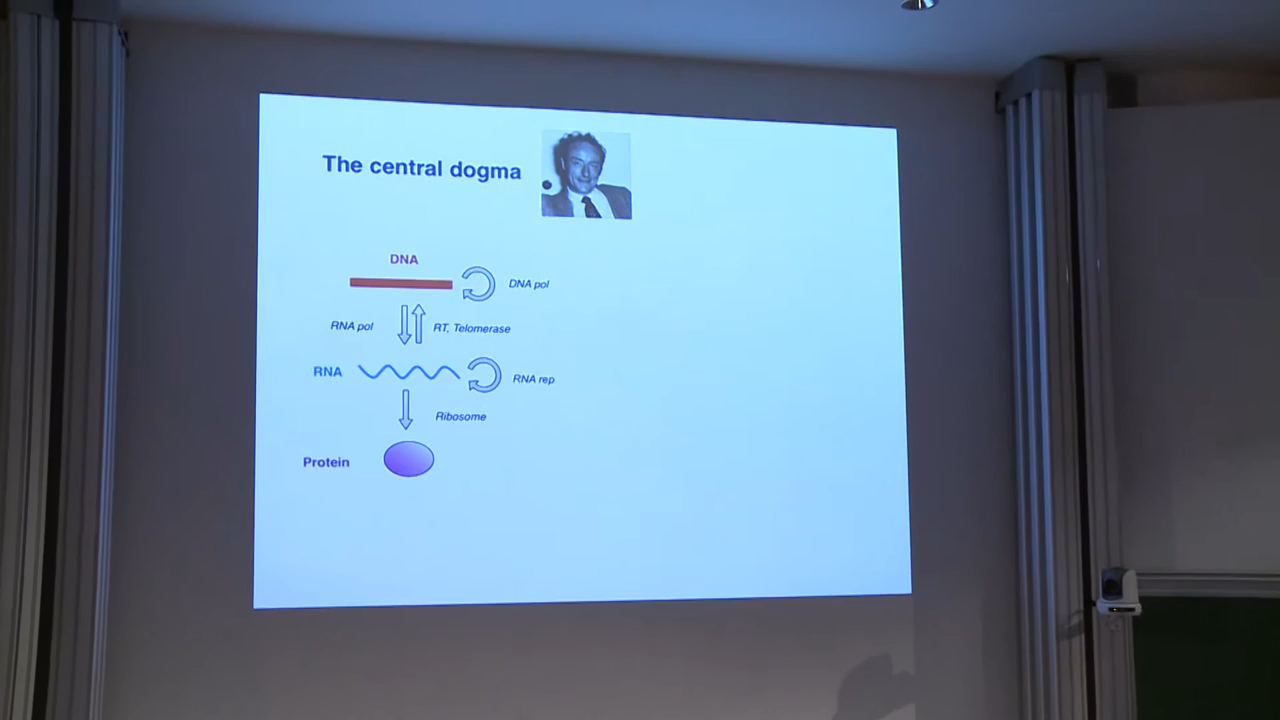 The central dogma
DNA
DNA pol
RNA pol
RT, Telomerase
RNA
RNA rep
Ribosome
Protein